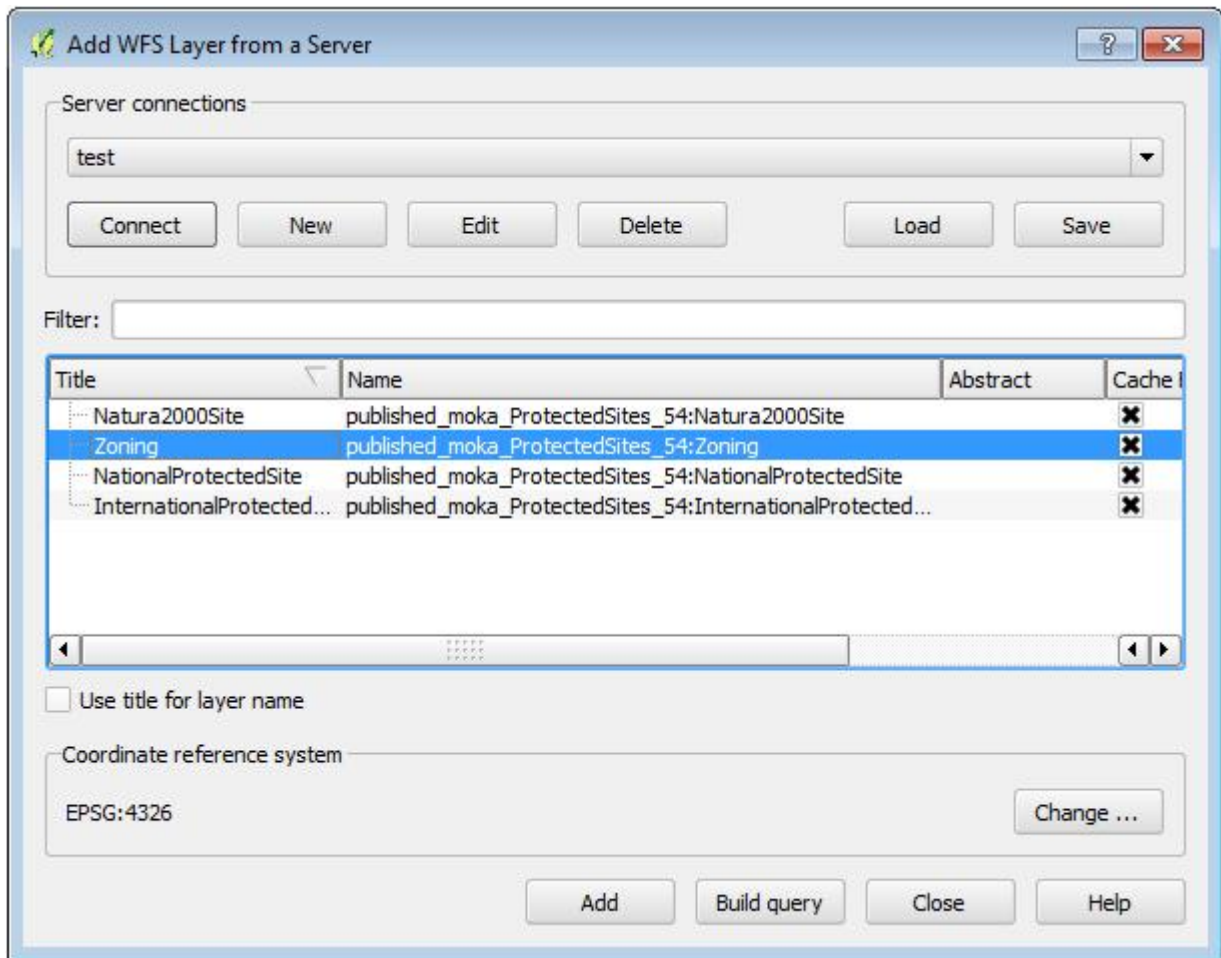 Add WFS Layer from a Server
Server connections
test
Connect New Edit Delete Load Save
Filter:
Title Name Abstract Cache
Natura2000Site published_moka_ProtectedSites_54:Natura2000Site
Zoning published_moka_ProtectedSites_54:Zoning
NationalProtectedSite published_moka_ProtectedSites_54:NationalProtectedSite
InternationalProtected... published_moka_ProtectedSites_54:InternationalProtected...
Use title for layer name
Coordinate reference system
EPSG:4326 Change ...
Add Build query Close Help